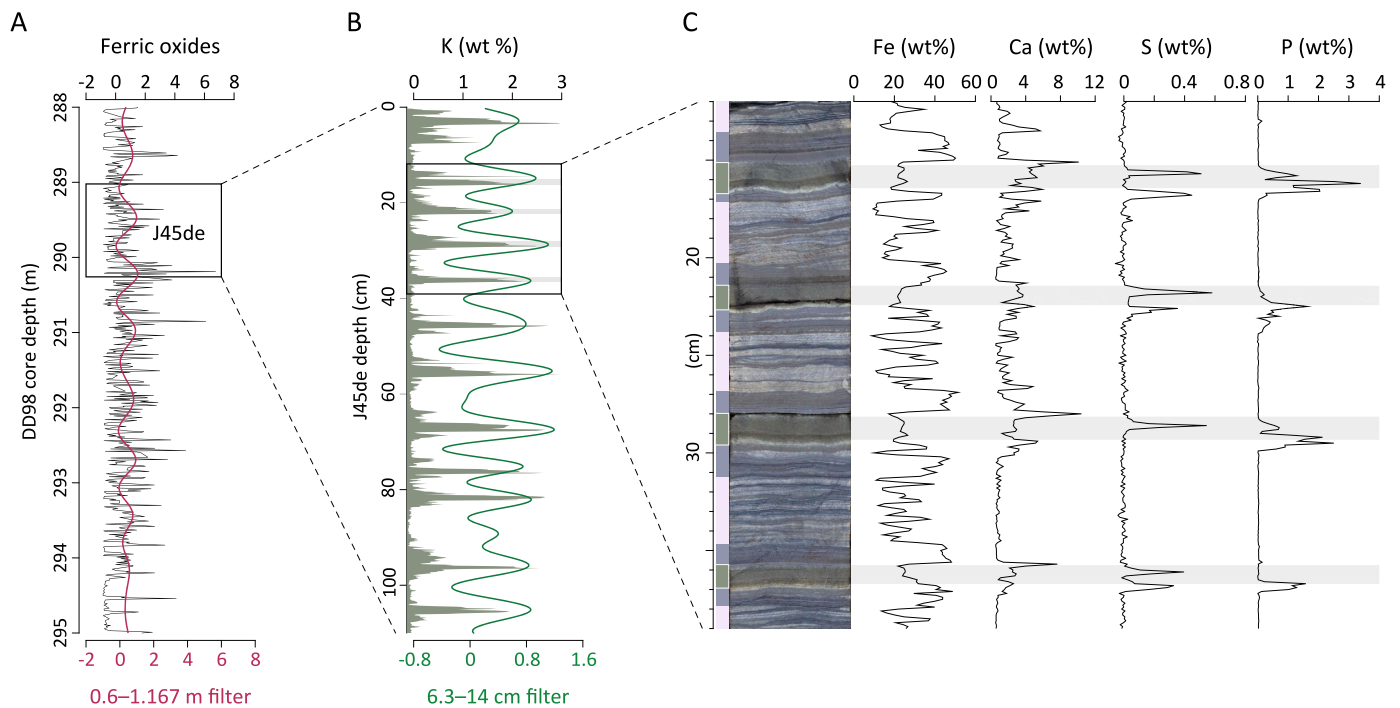 A
B
C
Ferric oxides
K (wt %)
Fe (wt%)
Ca (wt%)
S (wt%)
P (wt%)
-2 0 2 4 6 8
0 1 2 3
0 20 40 60
0 4 8 12
0 0.4 0.8
0 1 2 3 4
DD98 core depth (m)
288
289
290
291
292
293
294
295
J45de
J45de depth (cm)
0
20
40
60
80
100
(cm)
20
30
-2 0 2 4 6 8
0.6–1.167 m filter
-0.8 0 0.8 1.6
6.3–14 cm filter